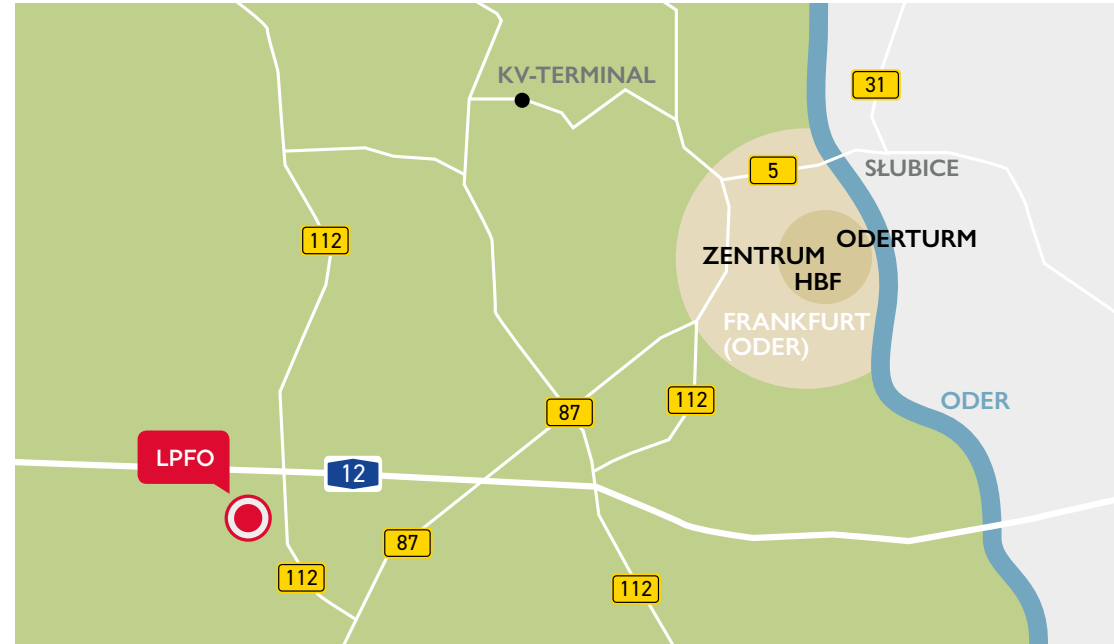 KV-TERMINAL
31
5
SŁUBICE
112
ODERTURM
ZENTRUM
HBF
FRANKFURT
(ODER)
112
87
ODER
LPFO
12
87
112
112